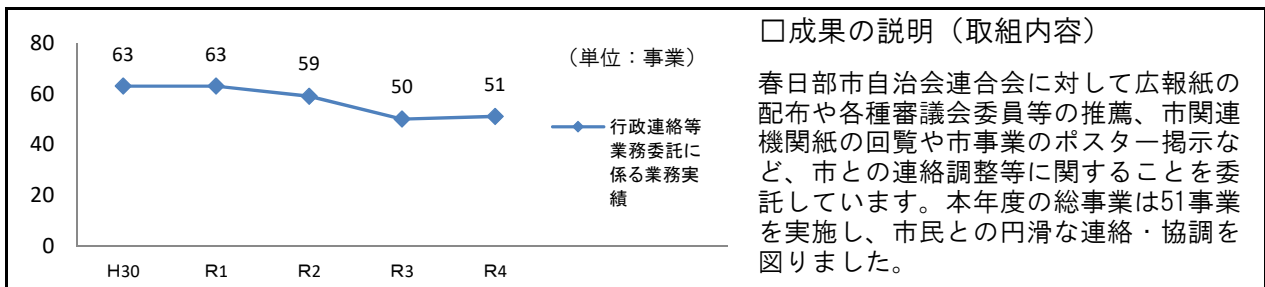 80
60
40
20
0
63
63
59
50
51
(単位:事業)
H30
R1
R2
R3
R4
行政連絡等
業務委託に
係る業務実
績
□成果の説明(取組内容)
春日部市自治会連合会に対して広報紙の
配布や各種審議会委員等の推薦、市関連
機関紙の回覧や市事業のポスター掲示な
ど、市との連絡調整等に関することを委
託しています。本年度の総事業は51事業
を実施し、市民との円滑な連絡・協調を
図りました。